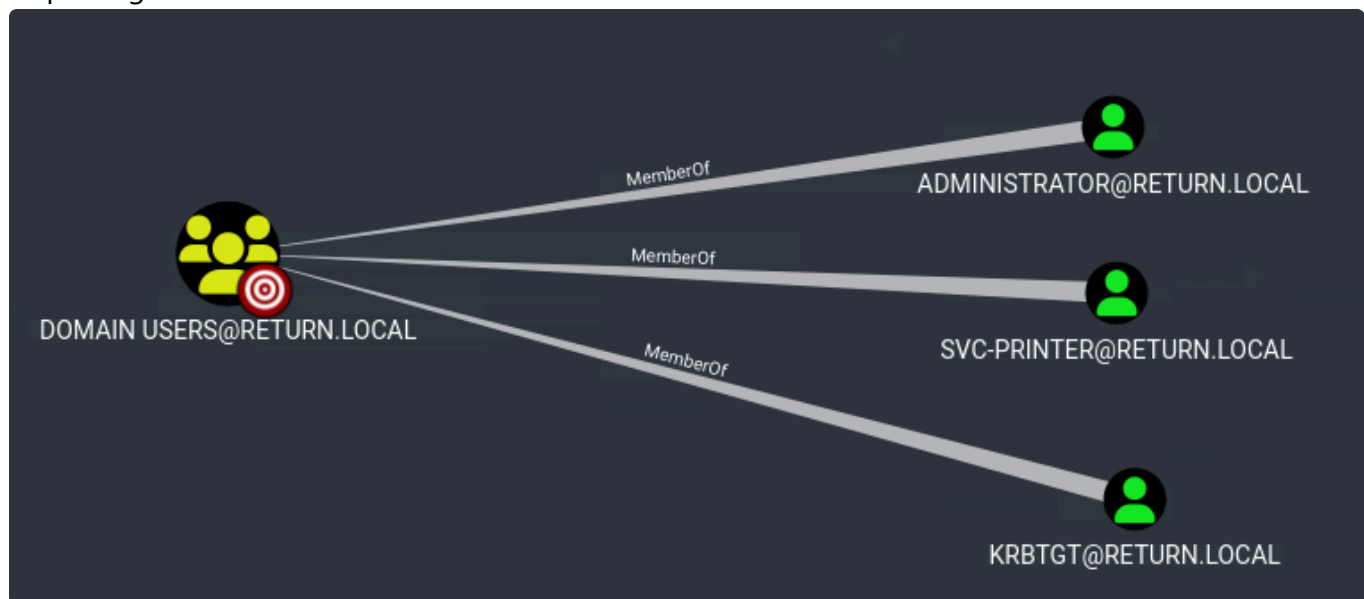 MemberOf
ADMINISTRATOR@RETURN.LOCAL
MemberOf
DOMAIN USERS@RETURN.LOCAL
SVC-PRINTER@RETURN.LOCAL
MemberOf
KRBTGT@RETURN.LOCAL